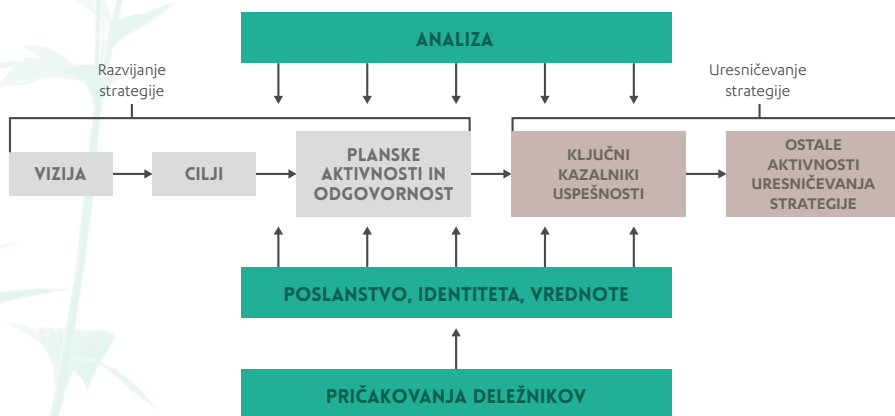 ANALIZA
Razvijanje
strategije
Uresničevanje
strategije
VIZIJA
CILJI
PLANSKE
AKTIVNOSTI IN
ODGOVORNOST
KLJUČNI
KAZALNIKI
USPEŠNOSTI
OSTALE
AKTIVNOSTI
URESNIČEVANJA
STRATEGIJE
POSLANSTVO, IDENTITETA, VREDNOTE
PRIČAKOVANJA DELEŽNIKOV